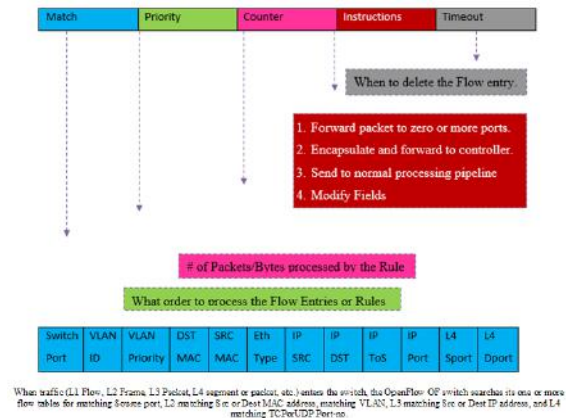 Match Priority Counter Instructions Timeout
When to delete the Flow entry.
1. Forward packet to zero or more ports.
2. Encapsulate and forward to controller.
3. Send to normal processing pipeline
4. Modify Fields
# of Packets/Bytes processed by the Rule
What order to process the Flow Entries or Rules
Switch VLAN VLAN DST SRC Eth IP IP IP IP L4 L4
Port ID Priority MAC MAC Type SRC DST ToS Port Sport Dport
When traffic (L1 Flow, L2 Frame, L3 Packet, L4 segment or packet, etc.) enters the switch, the OpenFlow OF switch searches its one or more
flow tables for matching Source port, L2 matching Src or Dest MAC address, matching VLAN, L3 matching Src or Dest IP address, and L4
matching TCPorUDP Port-no.